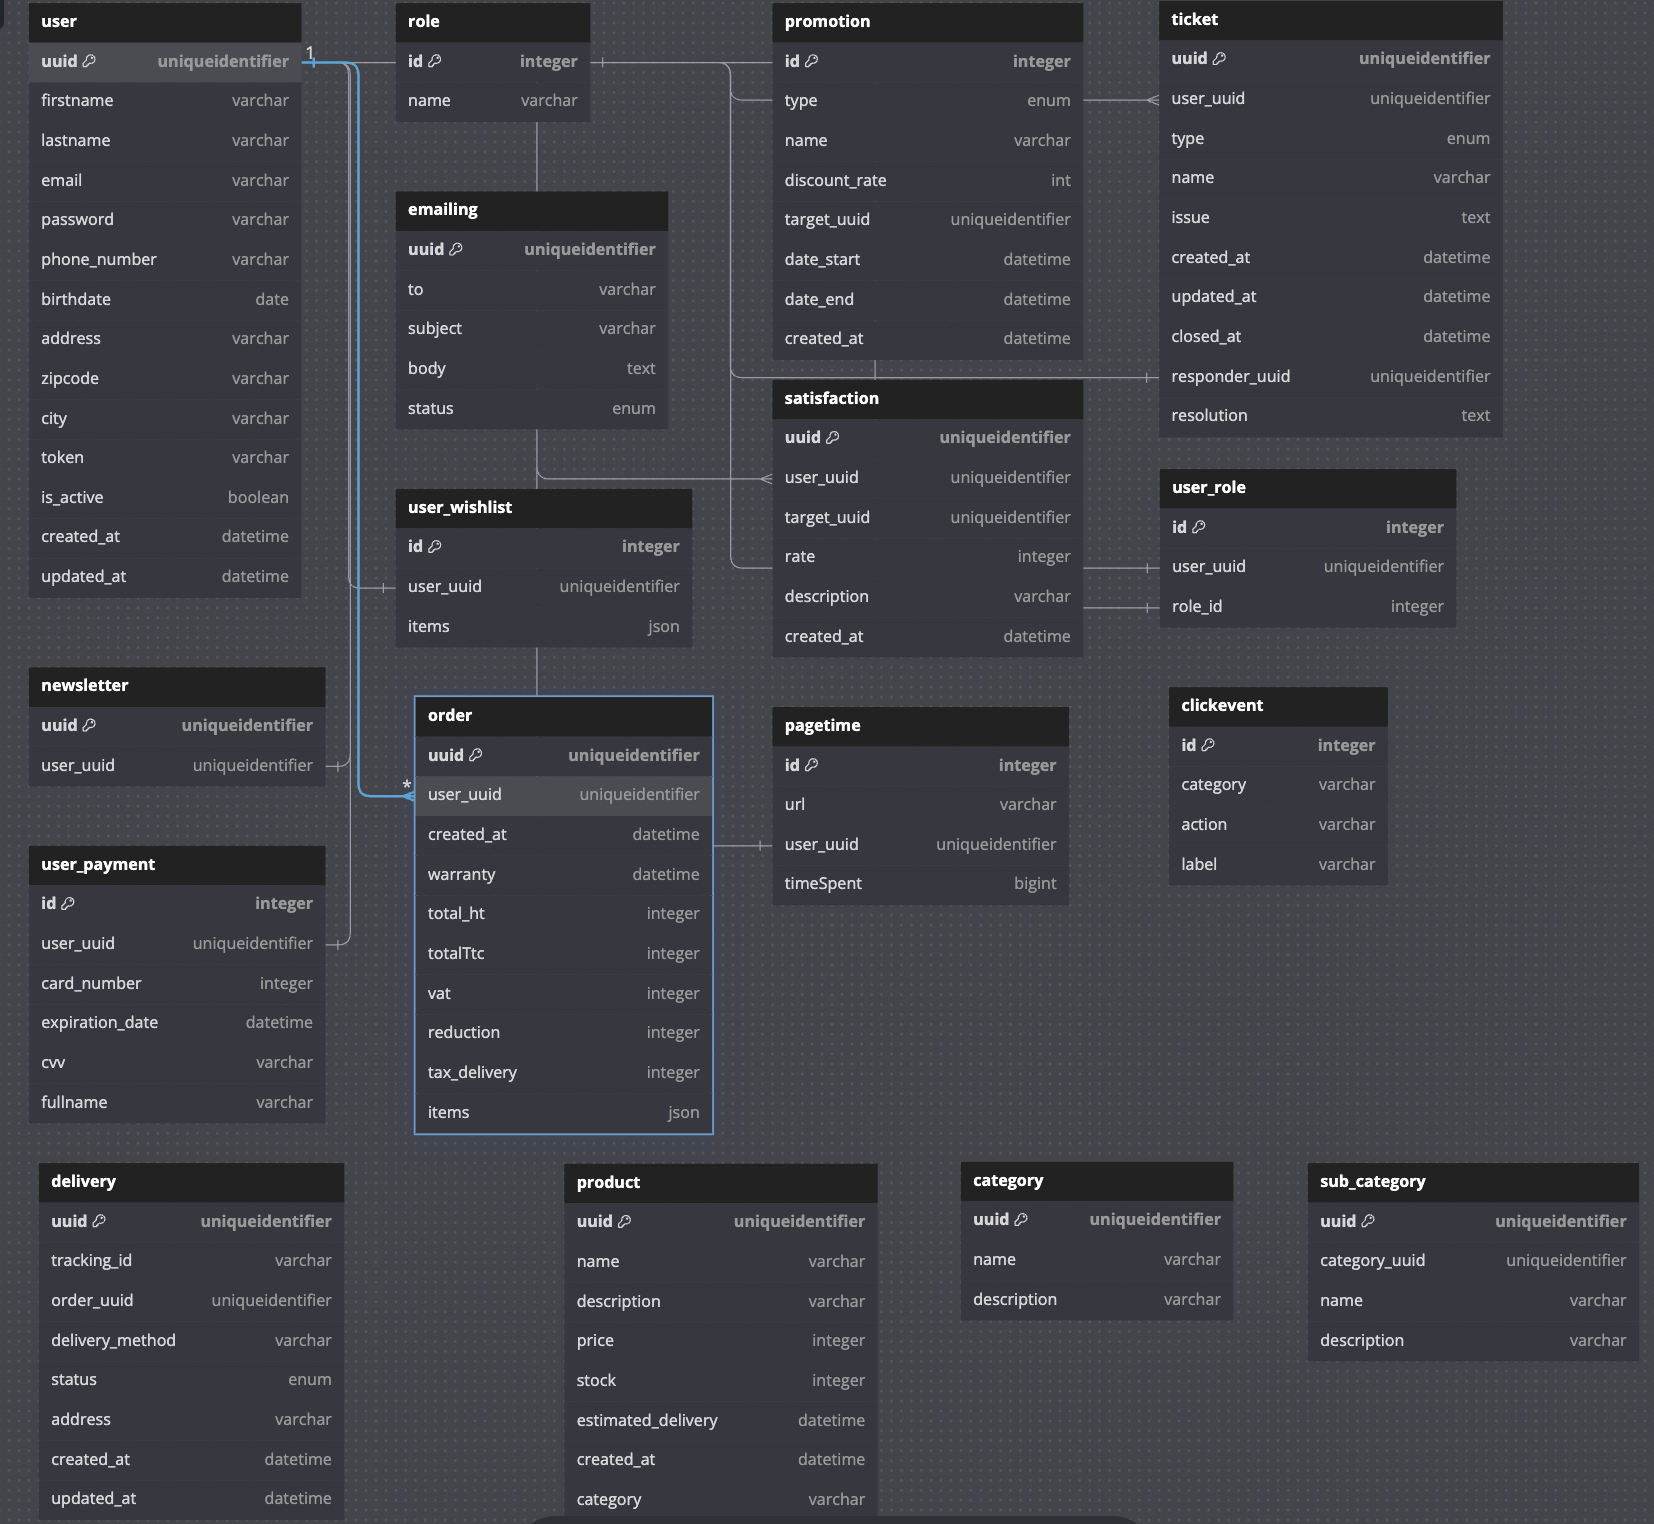 user
uuid uniqueidentifier
firstname varchar
lastname varchar
email varchar
password varchar
phone_number varchar
birthdate date
address varchar
zipcode varchar
city varchar
token varchar
is_active boolean
created_at datetime
updated_at datetime
1
role
id integer
name varchar
promotion
id integer
type enum
name varchar
discount_rate int
target_uuid uniqueidentifier
date_start datetime
date_end datetime
created_at datetime
ticket
uuid uniqueidentifier
user_uuid uniqueidentifier
type enum
name varchar
issue text
created_at datetime
updated_at datetime
closed_at datetime
responder_uuid uniqueidentifier
resolution text
emailing
uuid uniqueidentifier
to varchar
subject varchar
body text
status enum
satisfaction
uuid uniqueidentifier
user_uuid uniqueidentifier
target_uuid uniqueidentifier
rate integer
description varchar
created_at datetime
user_role
id integer
user_uuid uniqueidentifier
role_id integer
user_wishlist
id integer
user_uuid uniqueidentifier
items json
newsletter
uuid uniqueidentifier
user_uuid uniqueidentifier
*
order
uuid uniqueidentifier
user_uuid uniqueidentifier
created_at datetime
warranty datetime
total_ht integer
totalTtc integer
vat integer
reduction integer
tax_delivery integer
items json
pagetime
id integer
url varchar
user_uuid uniqueidentifier
timeSpent bigint
clickevent
id integer
category varchar
action varchar
label varchar
user_payment
id integer
user_uuid uniqueidentifier
card_number integer
expiration_date datetime
cvv varchar
fullname varchar
delivery
uuid uniqueidentifier
tracking_id varchar
order_uuid uniqueidentifier
delivery_method varchar
status enum
address varchar
created_at datetime
updated_at datetime
product
uuid uniqueidentifier
name varchar
description varchar
price integer
stock integer
estimated_delivery datetime
created_at datetime
category varchar
category
uuid uniqueidentifier
name varchar
description varchar
sub_category
uuid uniqueidentifier
category_uuid uniqueidentifier
name varchar
description varchar